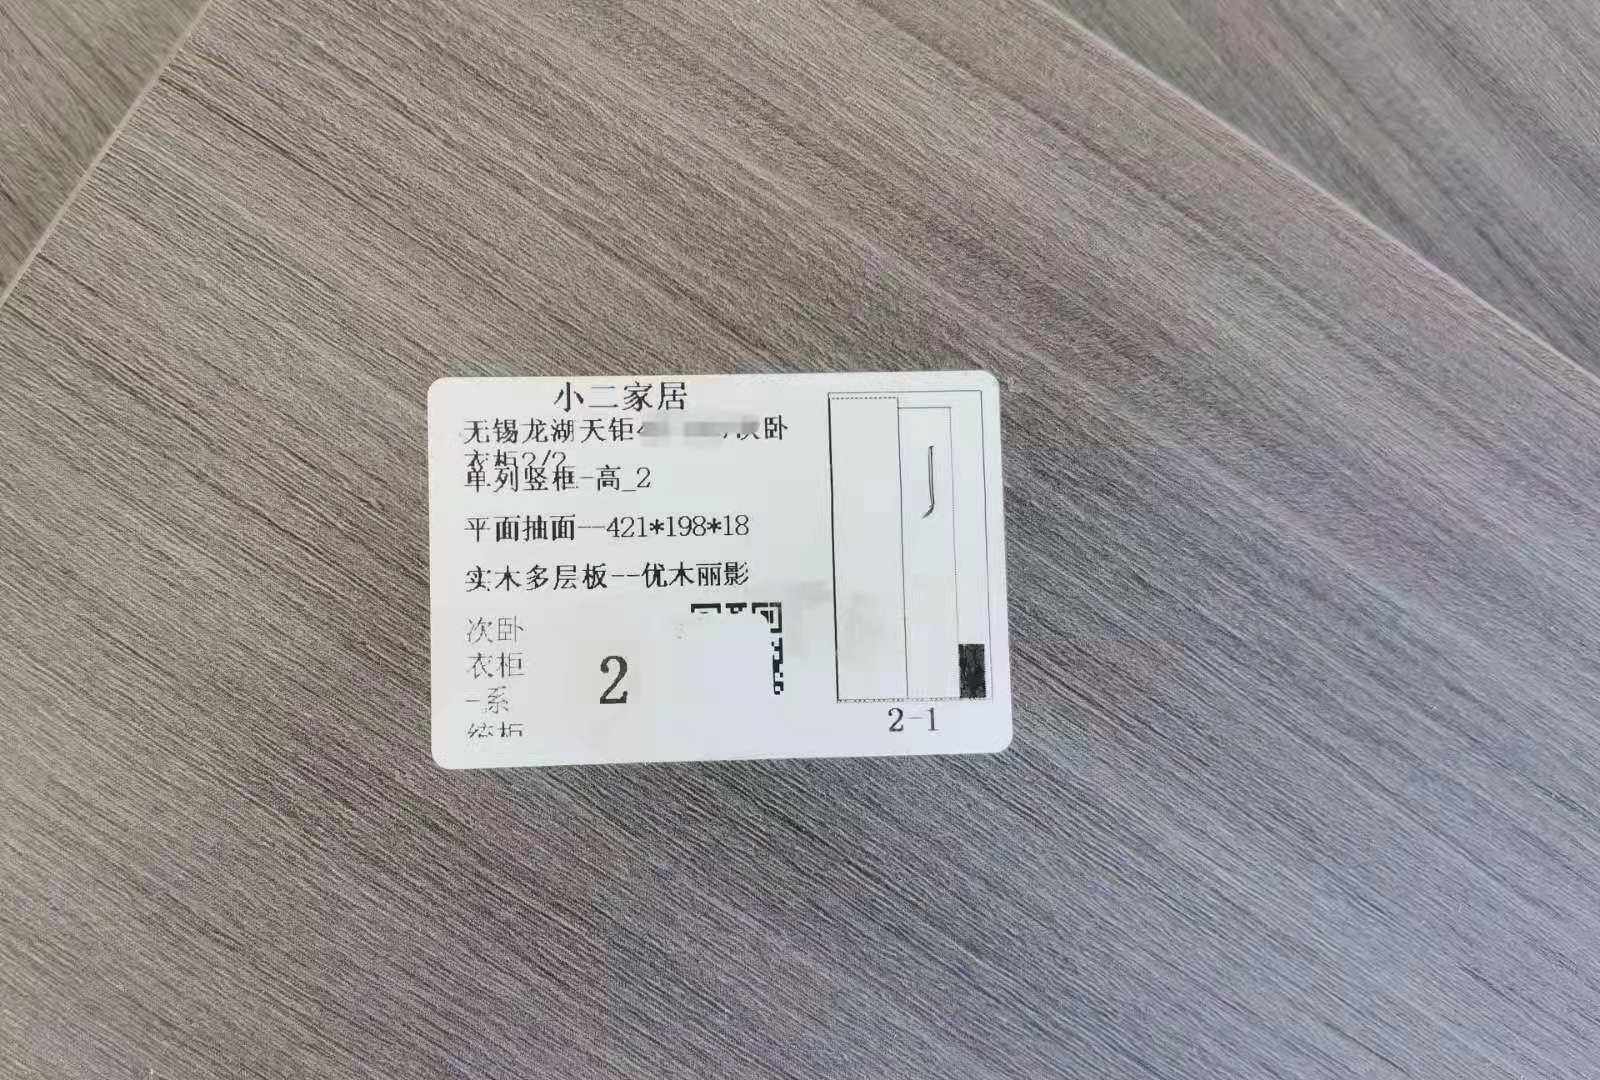 小二家居
无锡龙湖天钜 次卧
衣柜2/2
单列竖框-高_2
平面抽面--421*198*18
实木多层板--优木丽影
次卧
衣柜
-系
统柜
2
2-1